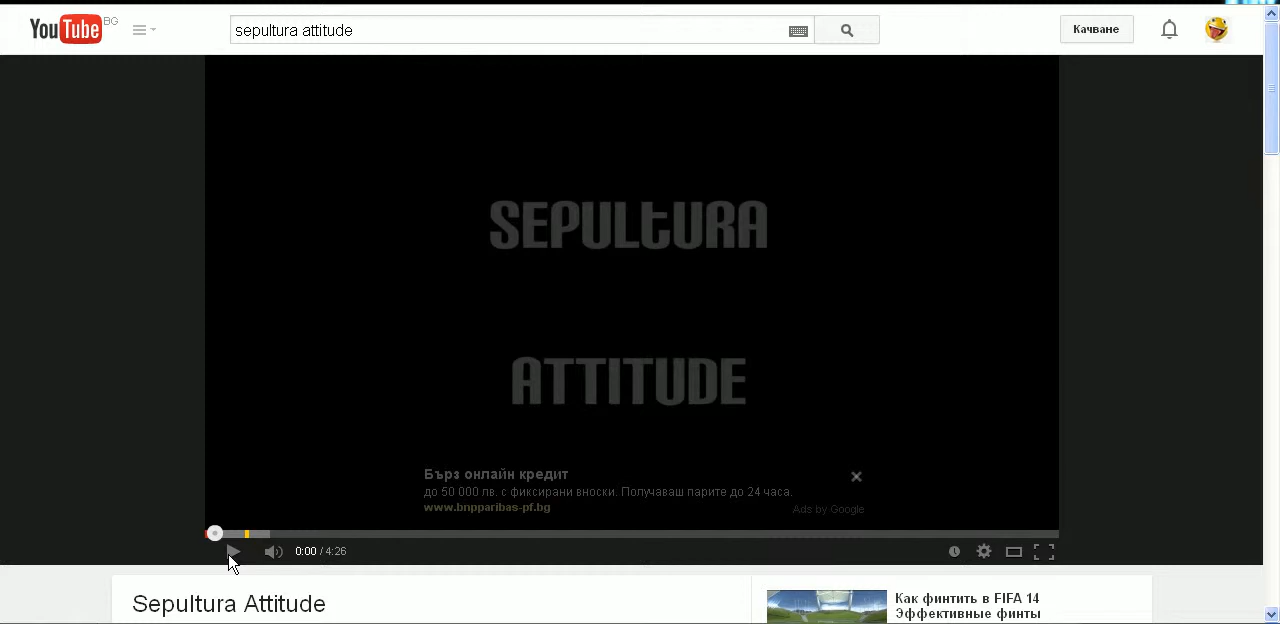 YouTube BG
sepultura attitude
Качване
SEPULTURA
ATTITUDE
Бърз онлайн кредит
до 50 000 лв. с фиксирани вноски. Получаваш парите до 24 часа.
www.bnpparibas-pf.bg
Ads by Google
0:00 / 4:26
Sepultura Attitude
Как финтить в FIFA 14
Эффективные финты